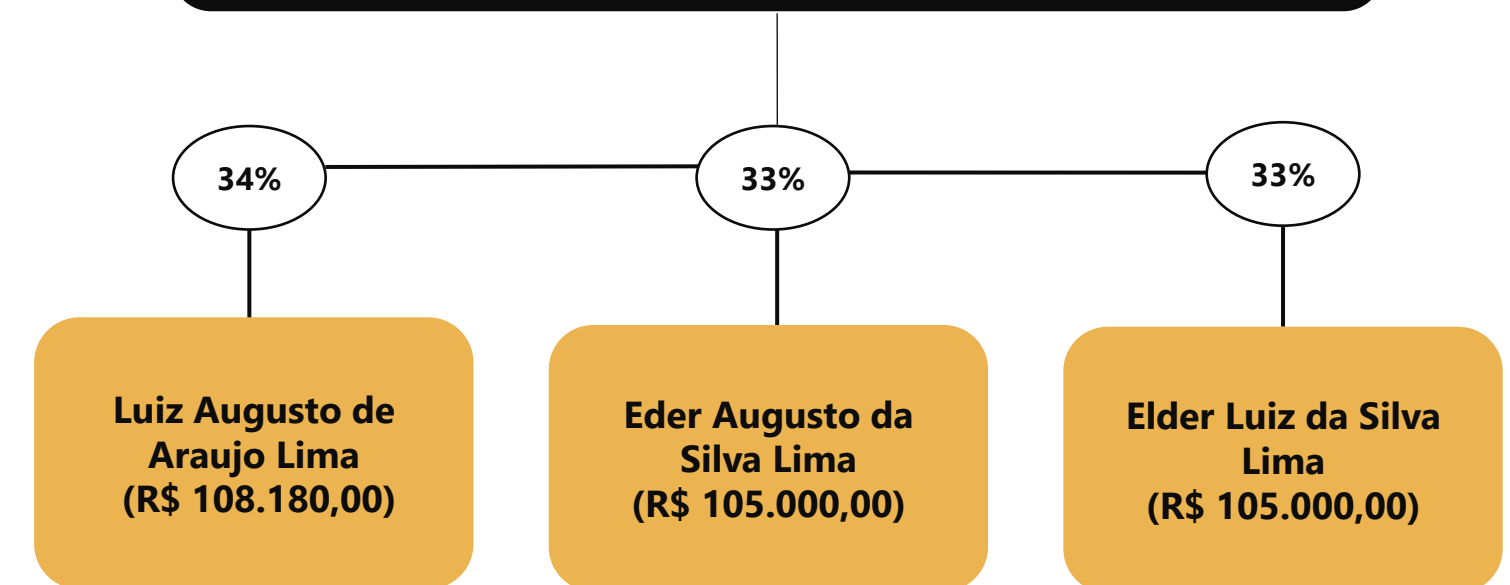 34%
33%
33%
Luiz Augusto de
Araujo Lima
(R$ 108.180,00)
Eder Augusto da
Silva Lima
(R$ 105.000,00)
Elder Luiz da Silva
Lima
(R$ 105.000,00)